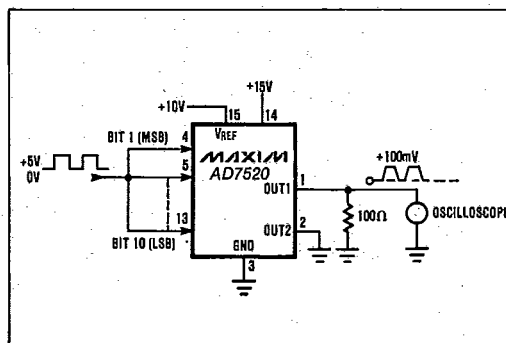 +15V
+10V
15
14
VREF
BIT 1 (MSB)
4
+5V
0V
5
MAXIM
AD7520
OUT1
1
+100mV
100Ω
OSCILLOSCOPE
13
BIT 10 (LSB)
OUT2
2
GND
3